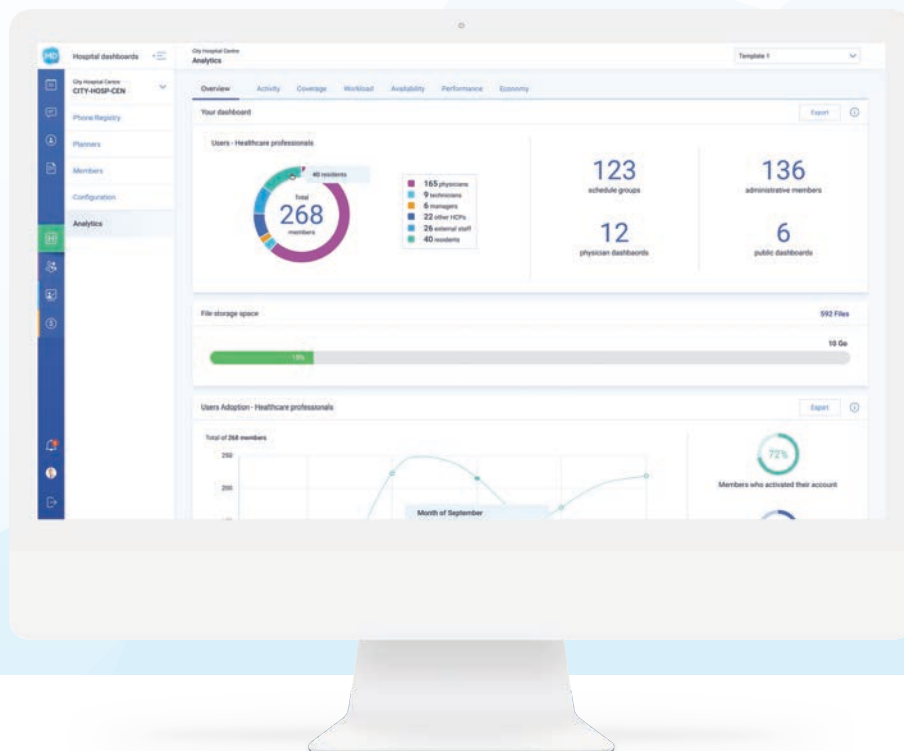 MD
Hospital dashboards
City Hospital Centre
Analytics
Template 1
City Hospital Centre
CITY-HOSP-CEN
Phone Registry
Planners
Members
Configuration
Analytics
Overview
Activity
Coverage
Workload
Availability
Performance
Economy
Your dashboard
Export
Users - Healthcare professionals
40 residents
Total
268
members
165 physicians
9 technicians
6 managers
22 other HCPs
26 external staff
40 residents
123
schedule groups
136
administrative members
12
physician dashbaords
6
public dashboards
File storage space
592 Files
10 Go
Users Adoption - Healthcare professionals
Export
Total of 268 members
250
200
Month of September
72%
Members who activated their account